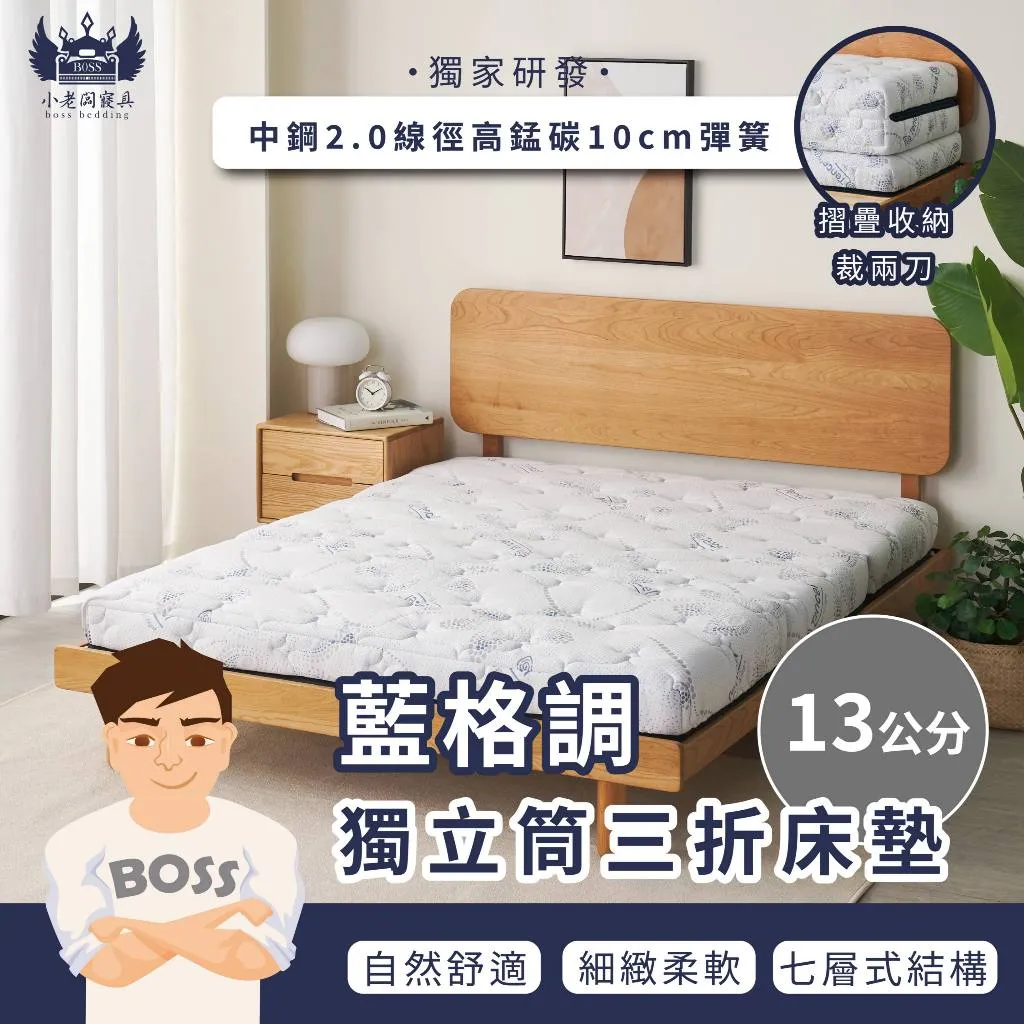 BOSS
小老闆寢具
boss bedding
•獨家研發•
中鋼2.0線徑高錳碳10cm彈簧
摺疊收納
裁兩刀
藍格調
13公分
獨立筒三折床墊
BOSS
自然舒適
細緻柔軟
七層式結構